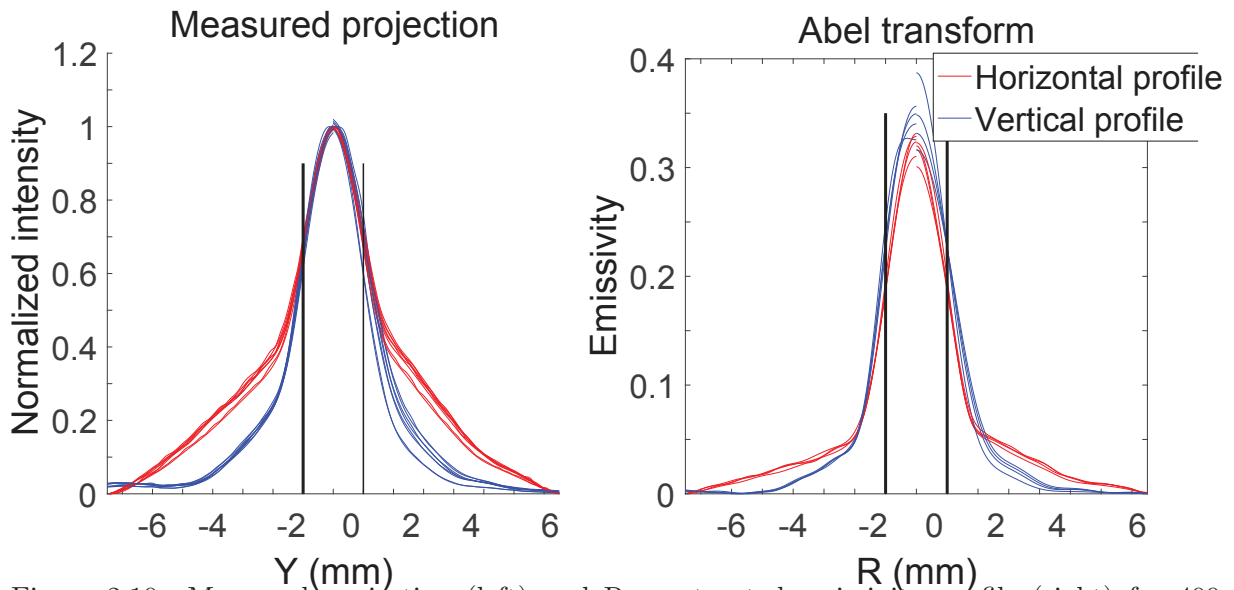 Measured projection
1.2
1
0.8
0.6
0.4
0.2
0
Normalized intensity
-6 -4 -2 0 2 4 6
Y (mm)
Abel transform
0.4
0.3
0.2
0.1
0
Emissivity
Horizontal profile
Vertical profile
-6 -4 -2 0 2 4 6
R (mm)